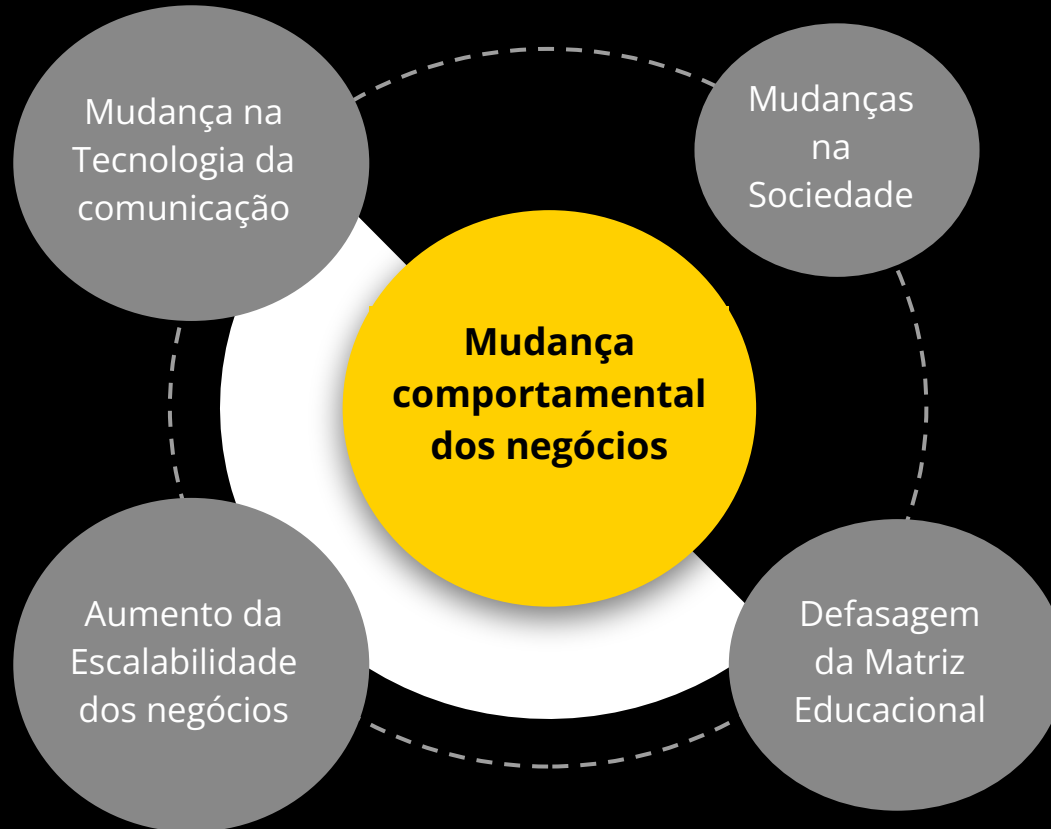 Mudança na
Tecnologia da
comunicação
Mudanças
na
Sociedade
Mudança
comportamental
dos negócios
Aumento da
Escalabilidade
dos negócios
Defasagem
da Matriz
Educacional